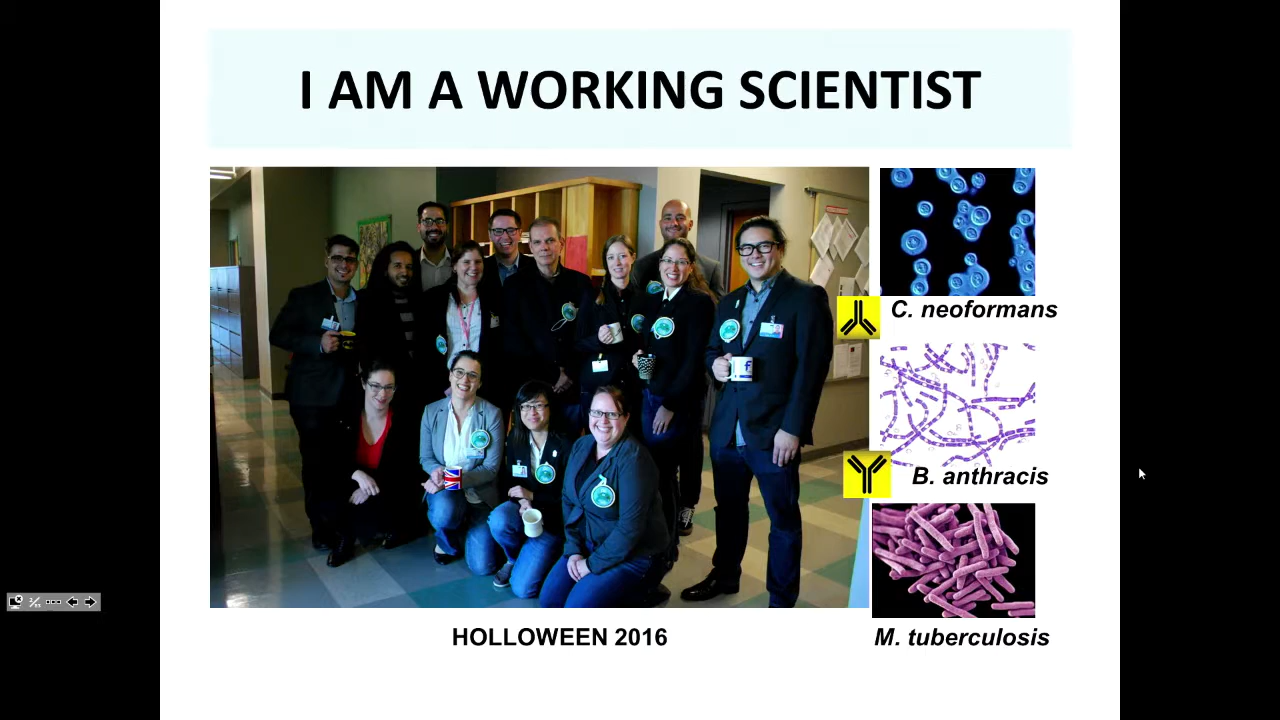 I AM A WORKING SCIENTIST
C. neoformans
B. anthracis
M. tuberculosis
HOLLOWEEN 2016